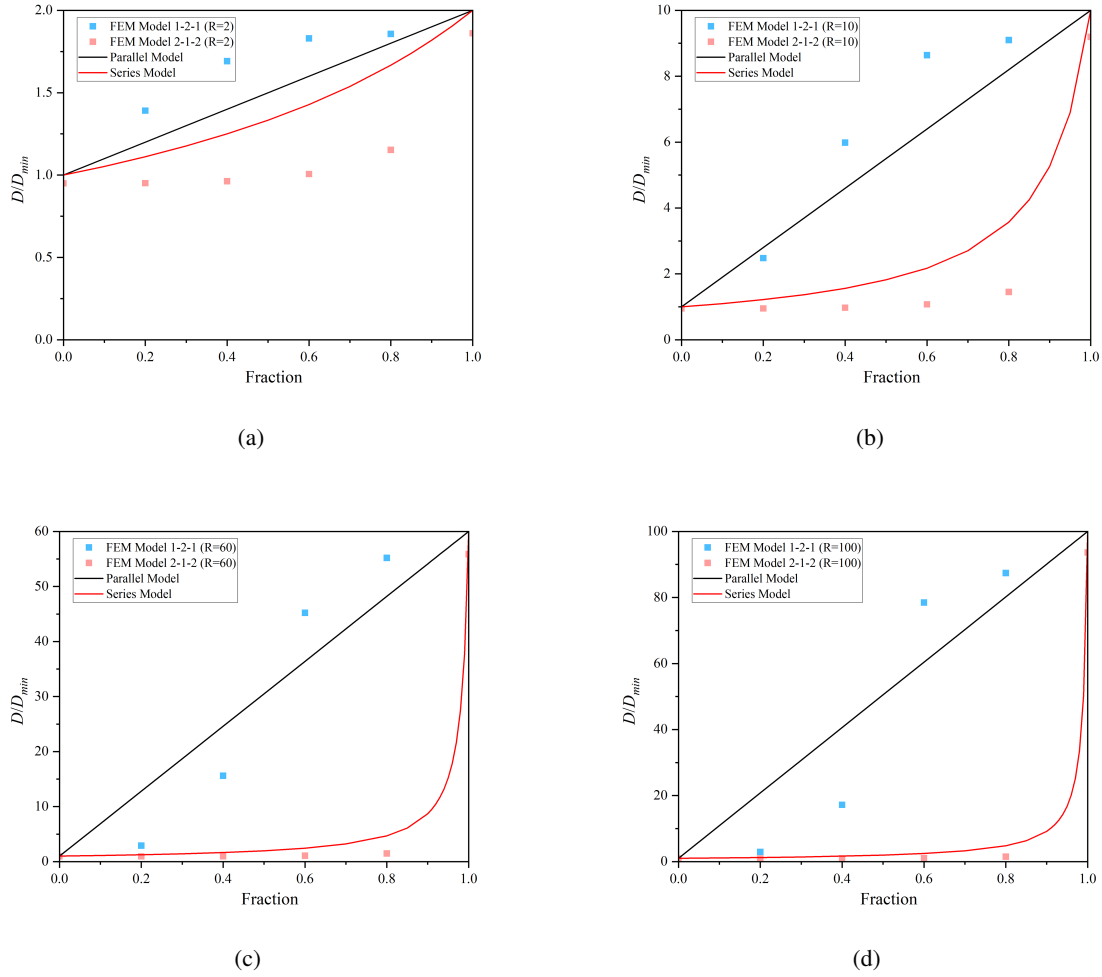 2.0
1.5
1.0
0.5
0.0
D/Dmin
FEM Model 1-2-1 (R=2)
FEM Model 2-1-2 (R=2)
Parallel Model
Series Model
0.0 0.2 0.4 0.6 0.8 1.0
Fraction
(a)
10
8
6
4
2
0
D/Dmin
FEM Model 1-2-1 (R=10)
FEM Model 2-1-2 (R=10)
Parallel Model
Series Model
0.0 0.2 0.4 0.6 0.8 1.0
Fraction
(b)
60
50
40
30
20
10
0
D/Dmin
FEM Model 1-2-1 (R=60)
FEM Model 2-1-2 (R=60)
Parallel Model
Series Model
0.0 0.2 0.4 0.6 0.8 1.0
Fraction
(c)
100
80
60
40
20
0
D/Dmin
FEM Model 1-2-1 (R=100)
FEM Model 2-1-2 (R=100)
Parallel Model
Series Model
0.0 0.2 0.4 0.6 0.8 1.0
Fraction
(d)